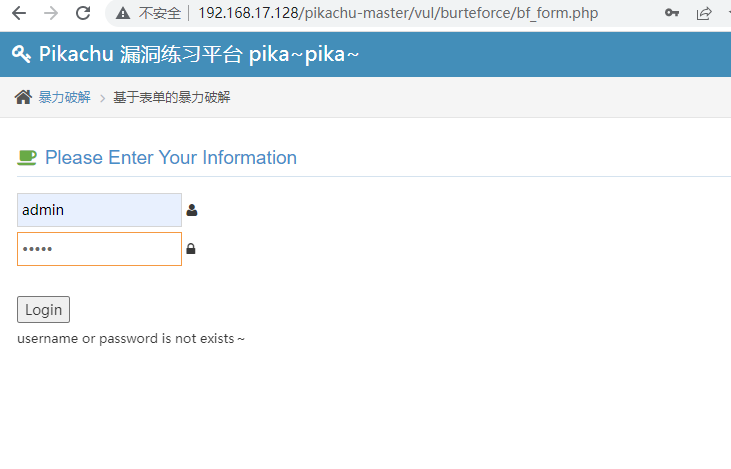 不安全 192.168.17.128/pikachu-master/vul/burteforce/bf_form.php
Pikachu 漏洞练习平台 pika~pika~
暴力破解 › 基于表单的暴力破解
Please Enter Your Information
admin
•••••
Login
username or password is not exists～